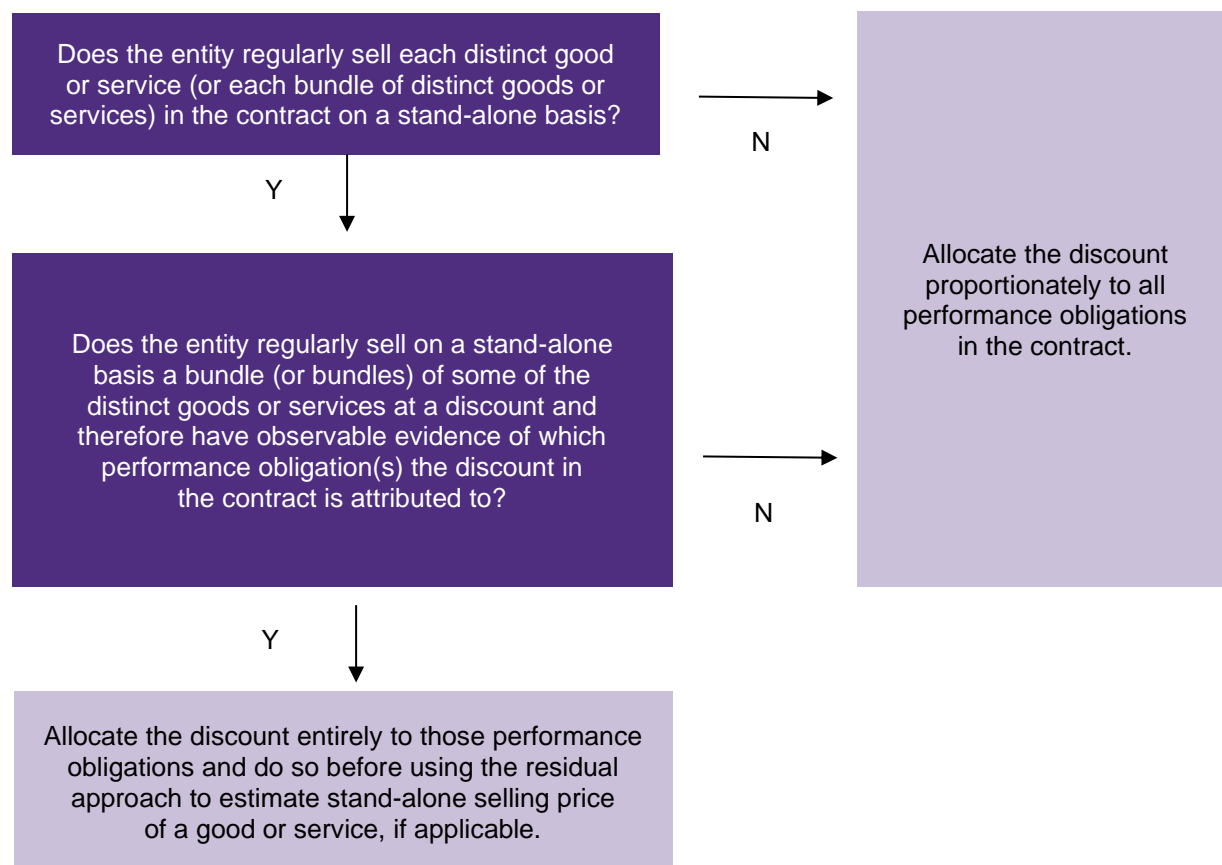 Does the entity regularly sell each distinct good
or service (or each bundle of distinct goods or
services) in the contract on a stand-alone basis?
N
Y
Allocate the discount
proportionately to all
performance obligations
in the contract.
Does the entity regularly sell on a stand-alone
basis a bundle (or bundles) of some of the
distinct goods or services at a discount and
therefore have observable evidence of which
performance obligation(s) the discount in
the contract is attributed to?
N
Y
Allocate the discount entirely to those performance
obligations and do so before using the residual
approach to estimate stand-alone selling price
of a good or service, if applicable.